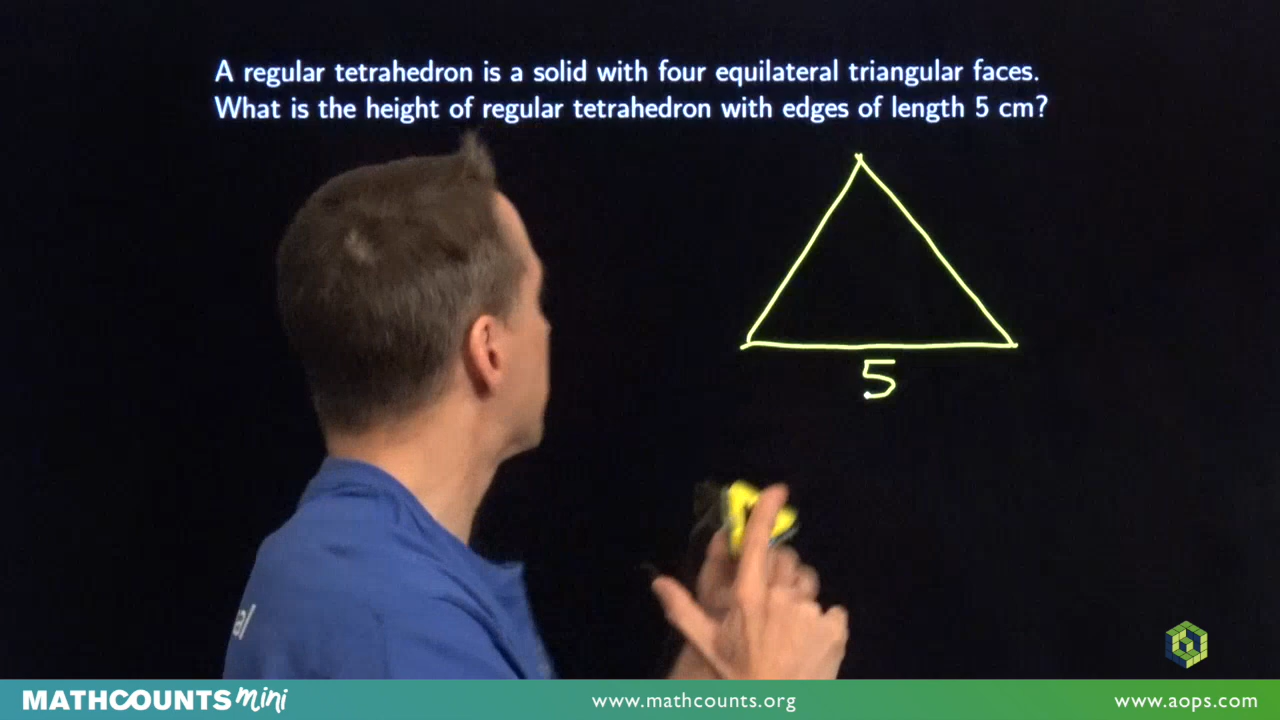 A regular tetrahedron is a solid with four equilateral triangular faces.
What is the height of regular tetrahedron with edges of length 5 cm?
5
al
MATHCOUNTS mini
www.mathcounts.org
www.aops.com